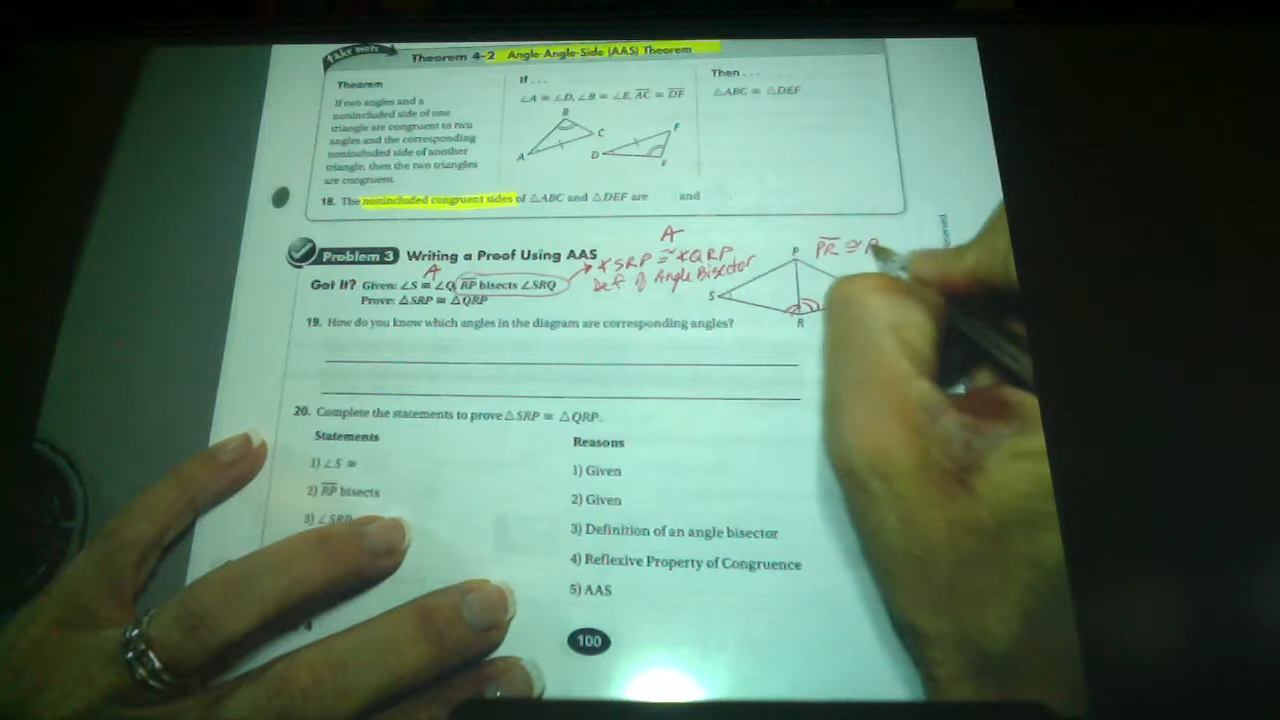 Take note
Theorem 4-2 Angle-Angle-Side (AAS) Theorem
Theorem
If two angles and a
nonincluded side of one
triangle are congruent to two
angles and the corresponding
nonincluded side of another
triangle, then the two triangles
are congruent.
If . . .
∠A ≅ ∠D, ∠B ≅ ∠E, AC ≅ DF
B
C
A
F
D
E
Then . . .
△ABC ≅ △DEF
18. The nonincluded congruent sides of △ABC and △DEF are and
Problem 3 Writing a Proof Using AAS
A
∠SRP ≅ ∠QRP
Def of Angle Bisector
A
Got It? Given: ∠S ≅ ∠Q, RP bisects ∠SRQ
Prove: △SRP ≅ △QRP
P
PR ≅ P
S
R
19. How do you know which angles in the diagram are corresponding angles?
20. Complete the statements to prove △SRP ≅ △QRP.
Statements
1) ∠S ≅
2) RP bisects
3) ∠SRP
Reasons
1) Given
2) Given
3) Definition of an angle bisector
4) Reflexive Property of Congruence
5) AAS
100